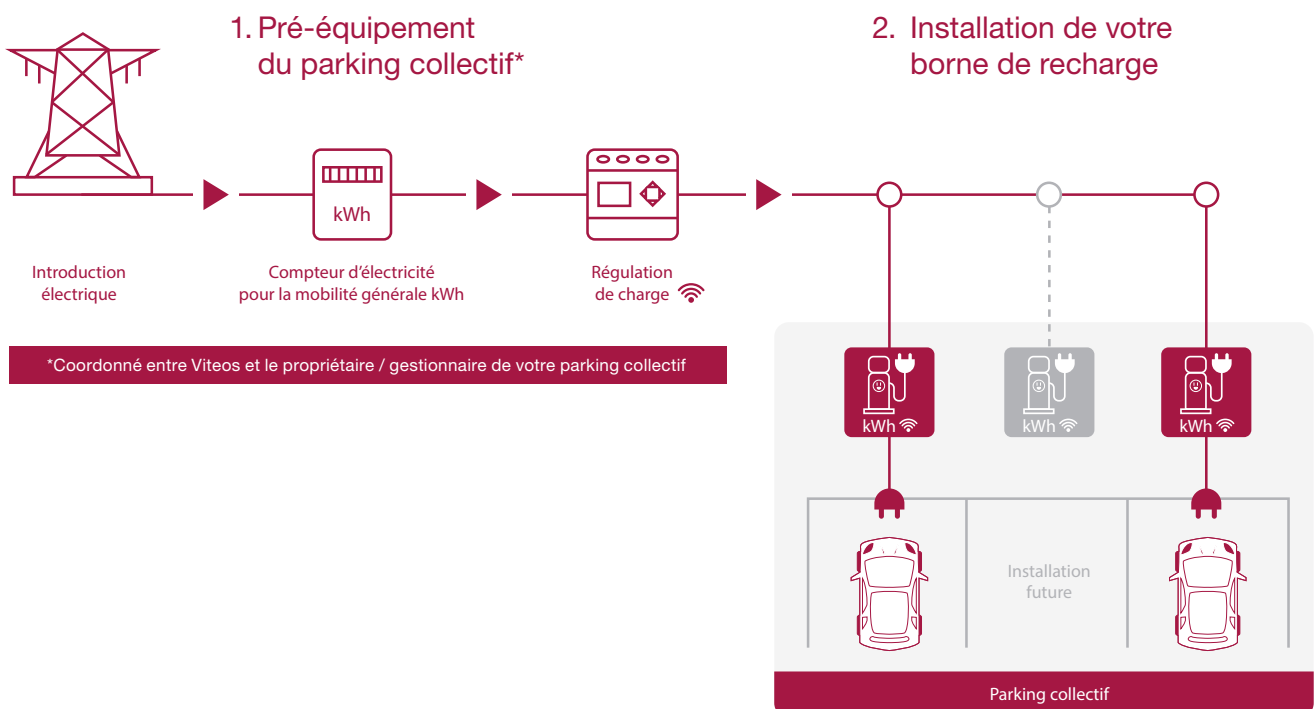 1. Pré-équipement
du parking collectif*
2. Installation de votre
borne de recharge
kWh
Introduction
électrique
Compteur d'électricité
pour la mobilité générale kWh
Régulation
de charge
*Coordonné entre Viteos et le propriétaire / gestionnaire de votre parking collectif
kWh
kWh
kWh
Installation
future
Parking collectif